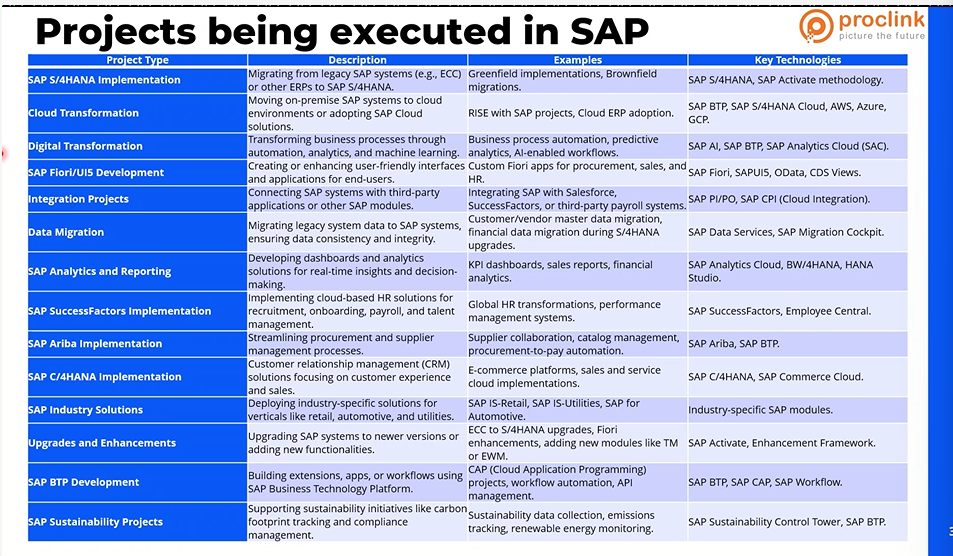 Projects being executed in SAP
proclink
picture the future
Project Type Description Examples Key Technologies
SAP S/4HANA Implementation
Migrating from legacy SAP systems (e.g., ECC)
or other ERPs to SAP S/4HANA.
Greenfield implementations, Brownfield
migrations.
SAP S/4HANA, SAP Activate methodology.
Cloud Transformation
Moving on-premise SAP systems to cloud
environments or adopting SAP Cloud
solutions.
RISE with SAP projects, Cloud ERP adoption.
SAP BTP, SAP S/4HANA Cloud, AWS, Azure,
GCP.
Digital Transformation
Transforming business processes through
automation, analytics, and machine learning.
Business process automation, predictive
analytics, AI-enabled workflows.
SAP AI, SAP BTP, SAP Analytics Cloud (SAC).
SAP Fiori/UI5 Development
Creating or enhancing user-friendly interfaces
and applications for end-users.
Custom Fiori apps for procurement, sales, and
HR.
SAP Fiori, SAPUI5, OData, CDS Views.
Integration Projects
Connecting SAP systems with third-party
applications or other SAP modules.
Integrating SAP with Salesforce,
SuccessFactors, or third-party payroll systems.
SAP PI/PO, SAP CPI (Cloud Integration).
Data Migration
Migrating legacy system data to SAP systems,
ensuring data consistency and integrity.
Customer/vendor master data migration,
financial data migration during S/4HANA
upgrades.
SAP Data Services, SAP Migration Cockpit.
SAP Analytics and Reporting
Developing dashboards and analytics
solutions for real-time insights and decision-
making.
KPI dashboards, sales reports, financial
analytics.
SAP Analytics Cloud, BW/4HANA, HANA
Studio.
SAP SuccessFactors Implementation
Implementing cloud-based HR solutions for
recruitment, onboarding, payroll, and talent
management.
Global HR transformations, performance
management systems.
SAP SuccessFactors, Employee Central.
SAP Ariba Implementation
Streamlining procurement and supplier
management processes.
Supplier collaboration, catalog management,
procurement-to-pay automation.
SAP Ariba, SAP BTP.
SAP C/4HANA Implementation
Customer relationship management (CRM)
solutions focusing on customer experience
and sales.
E-commerce platforms, sales and service
cloud implementations.
SAP C/4HANA, SAP Commerce Cloud.
SAP Industry Solutions
Deploying industry-specific solutions for
verticals like retail, automotive, and utilities.
SAP IS-Retail, SAP IS-Utilities, SAP for
Automotive.
Industry-specific SAP modules.
Upgrades and Enhancements
Upgrading SAP systems to newer versions or
adding new functionalities.
ECC to S/4HANA upgrades, Fiori
enhancements, adding new modules like TM
or EWM.
SAP Activate, Enhancement Framework.
SAP BTP Development
Building extensions, apps, or workflows using
SAP Business Technology Platform.
CAP (Cloud Application Programming)
projects, workflow automation, API
management.
SAP BTP, SAP CAP, SAP Workflow.
SAP Sustainability Projects
Supporting sustainability initiatives like carbon
footprint tracking and compliance
management.
Sustainability data collection, emissions
tracking, renewable energy monitoring.
SAP Sustainability Control Tower, SAP BTP.